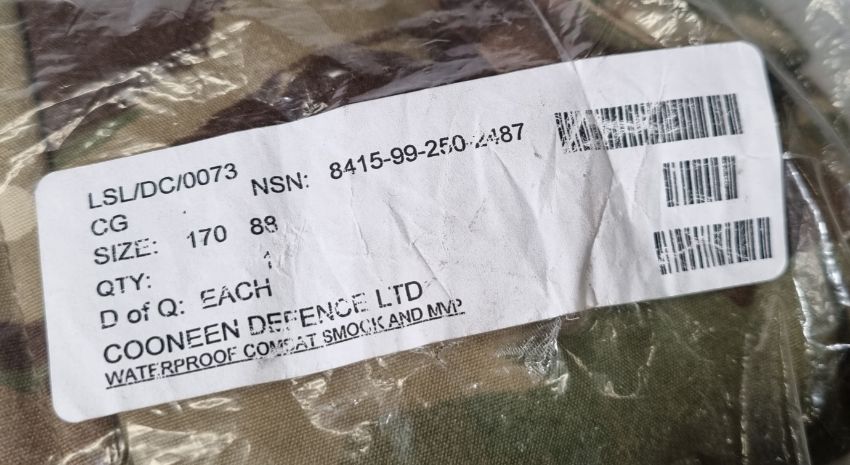 LSL/DC/0073 NSN: 8415-99-250-2487
CG
SIZE: 170 88
QTY: 1
D of Q: EACH
COONEEN DEFENCE LTD
WATERPROOF COMBAT SMOCK AND MVP